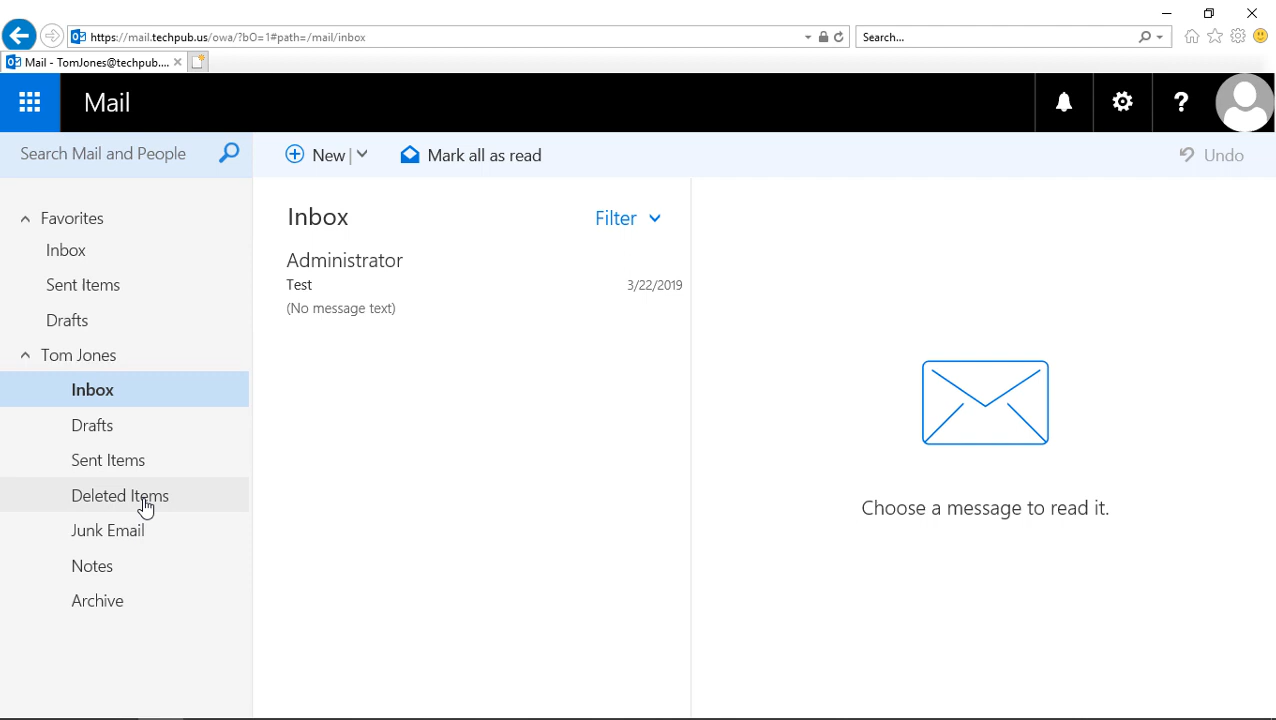 https://mail.techpub.us/owa/?bO=1#path=/mail/inbox
Search...
Mail - TomJones@techpub....
Mail
?
Search Mail and People
New
Mark all as read
Undo
Favorites
Inbox
Sent Items
Drafts
Tom Jones
Inbox
Drafts
Sent Items
Deleted Items
Junk Email
Notes
Archive
Inbox
Filter
Administrator
Test
3/22/2019
(No message text)
Choose a message to read it.